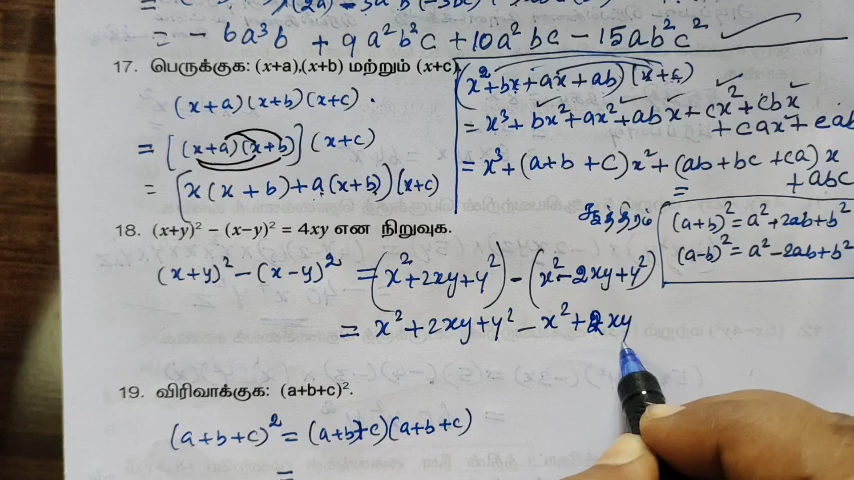 = - 6a³b + 9a²b²c + 10a²bc - 15ab²c²
17. பெருக்குக: (x+a),(x+b) மற்றும் (x+c)
(x+a)(x+b)(x+c).
= [(x+a)(x+b)] (x+c)
= [x(x+b)+a(x+b)] (x+c)
(x²+bx+ax+ab)(x+c)
= x³ + bx²+ax²+abx+cx²+cbx
+cax+cab
= x³+(a+b+c)x²+(ab+bc+ca)x
+abc
18. (x+y)² – (x–y)² = 4xy என நிறுவுக.
சூத்திரம்
(a+b)²=a²+2ab+b²
(a-b)²=a²-2ab+b²
(x+y)²-(x-y)² = (x²+2xy+y²)-(x²-2xy+y²)
= x²+2xy+y²-x²+2xy
19. விரிவாக்குக: (a+b+c)².
(a+b+c)² = (a+b+c)(a+b+c)
=